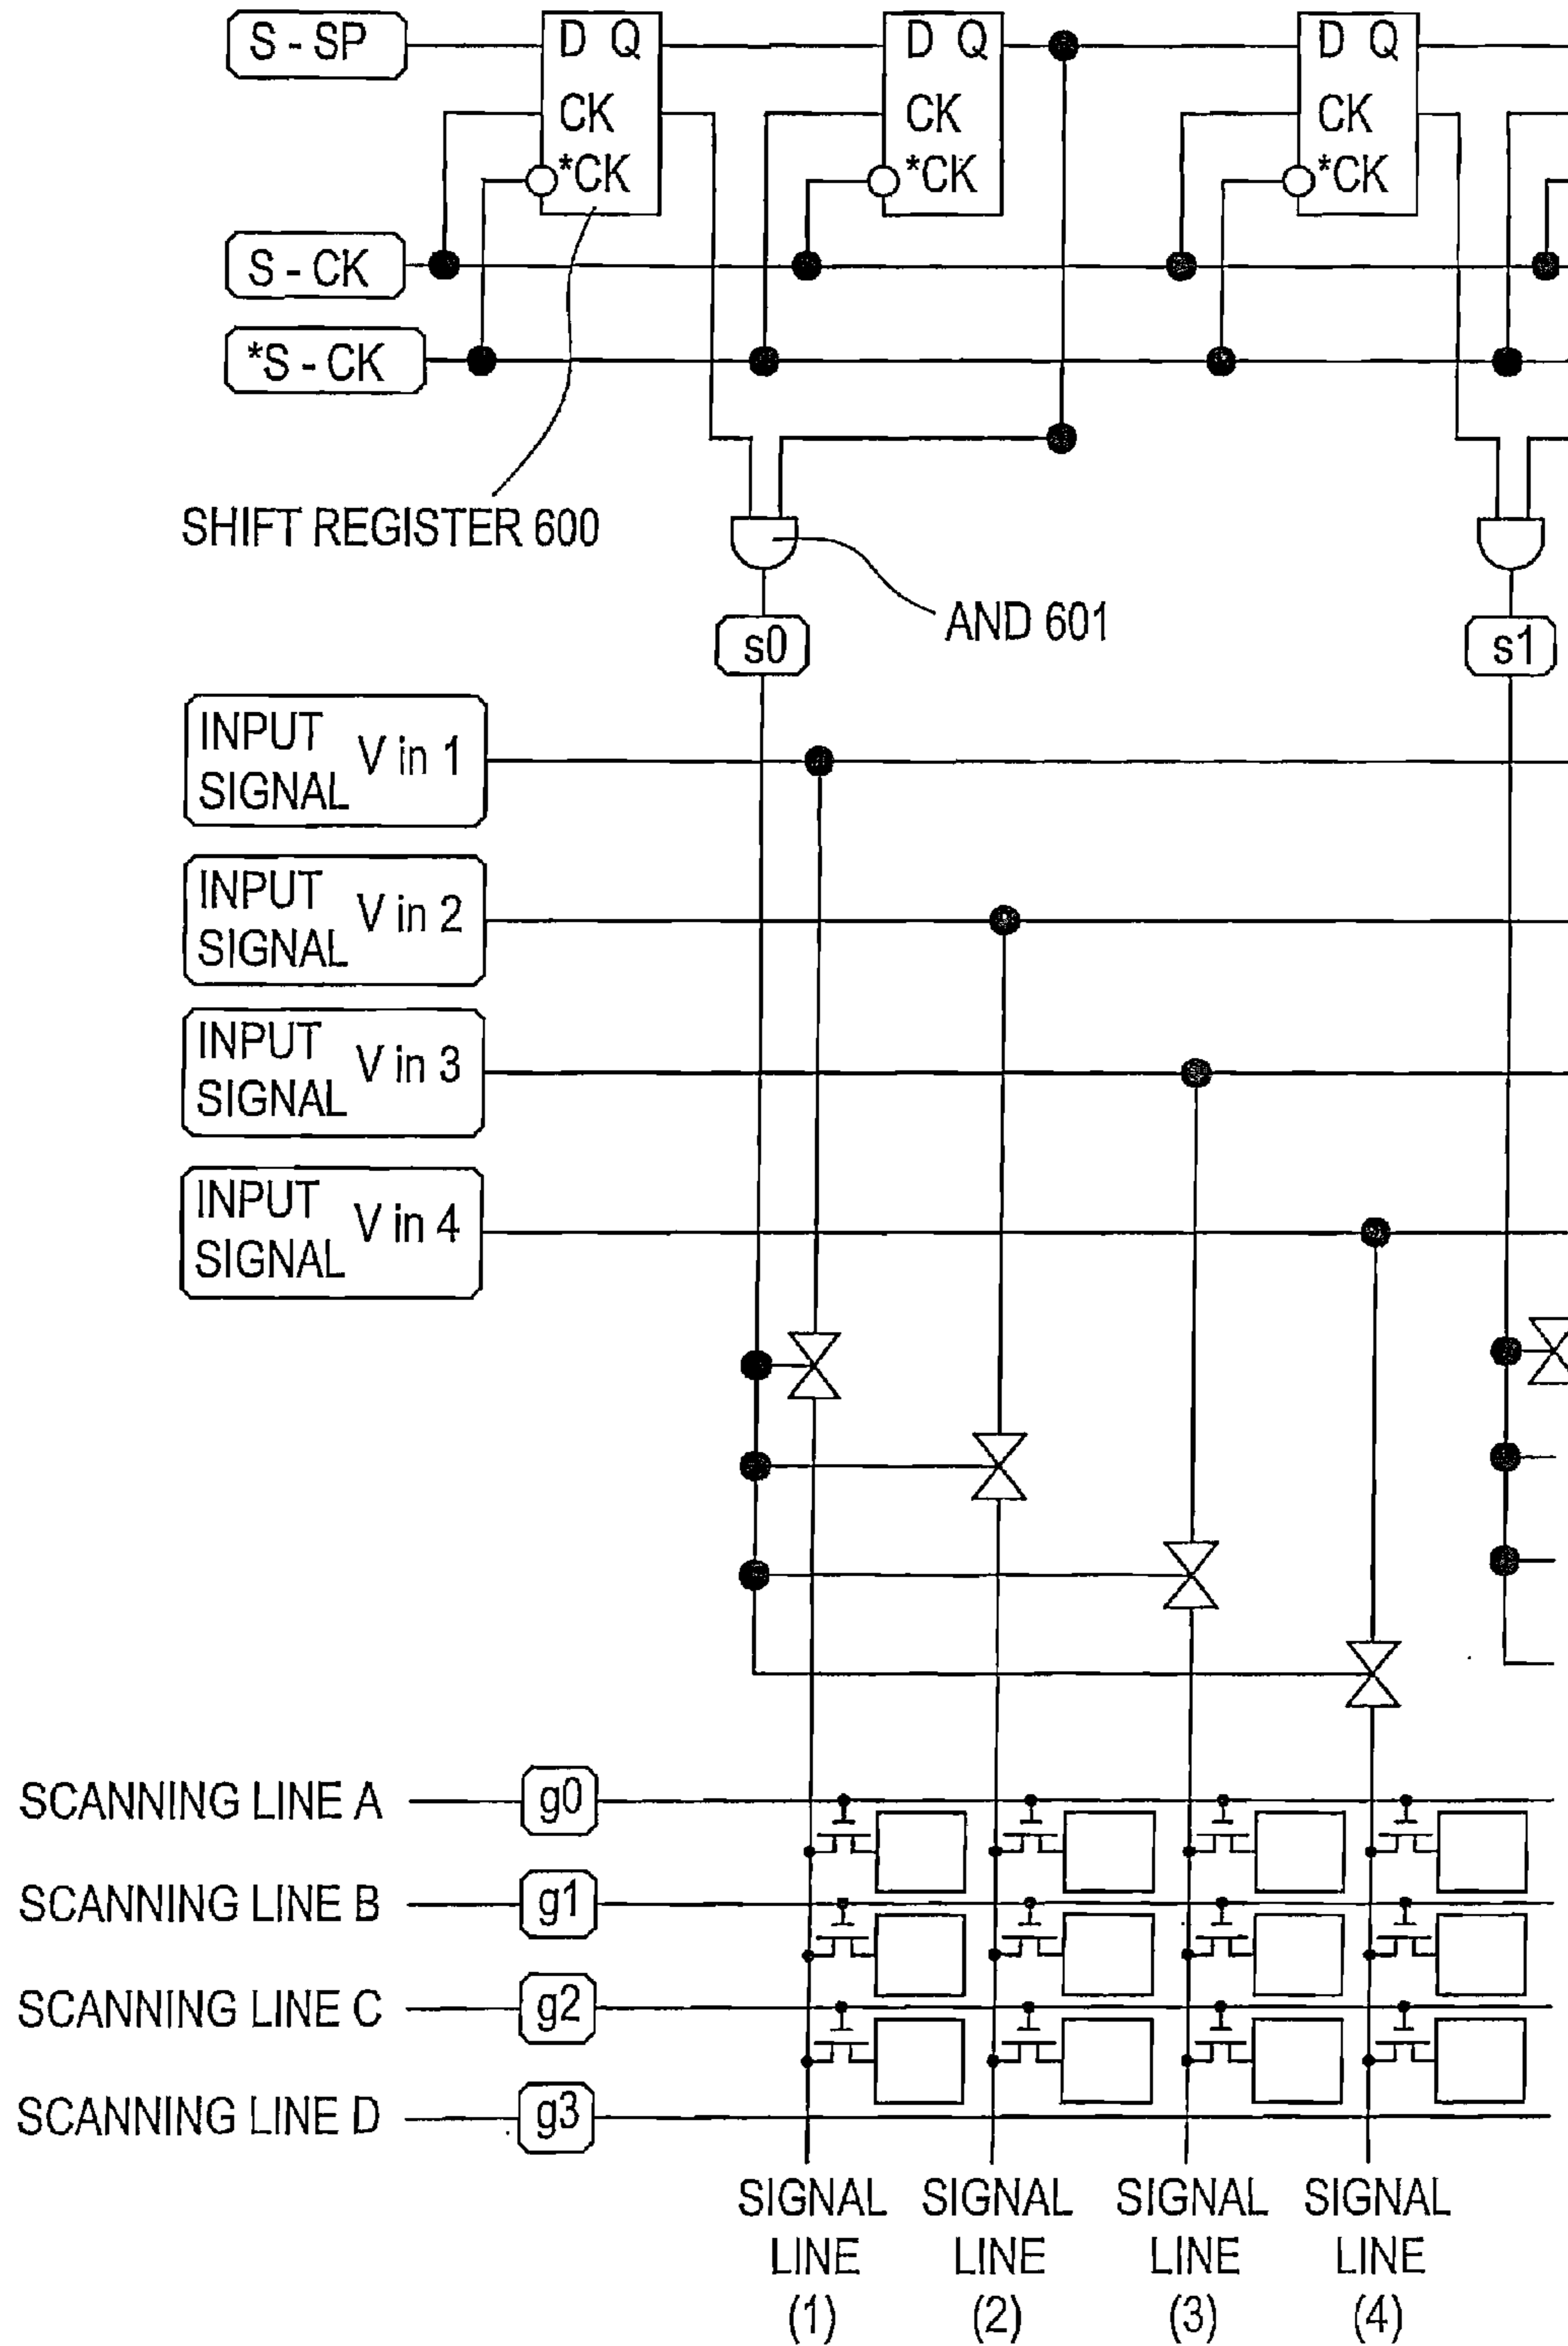 S - SP
D Q
CK
*CK
D Q
CK
*CK
D Q
CK
*CK
S - CK
*S - CK
SHIFT REGISTER 600
AND 601
s0
s1
INPUT SIGNAL V in 1
INPUT SIGNAL V in 2
INPUT SIGNAL V in 3
INPUT SIGNAL V in 4
SCANNING LINE A g0
SCANNING LINE B g1
SCANNING LINE C g2
SCANNING LINE D g3
SIGNAL LINE (1)
SIGNAL LINE (2)
SIGNAL LINE (3)
SIGNAL LINE (4)